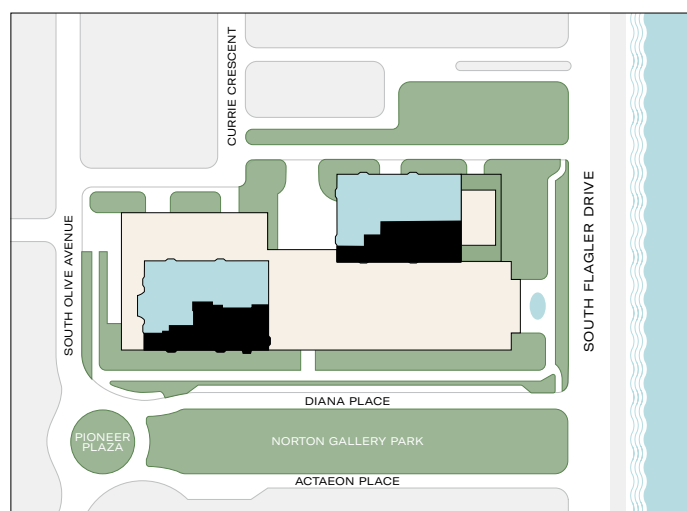 CURRIE CRESCENT
SOUTH OLIVE AVENUE
SOUTH FLAGLER DRIVE
DIANA PLACE
PIONEER
PLAZA
NORTON GALLERY PARK
ACTAEON PLACE